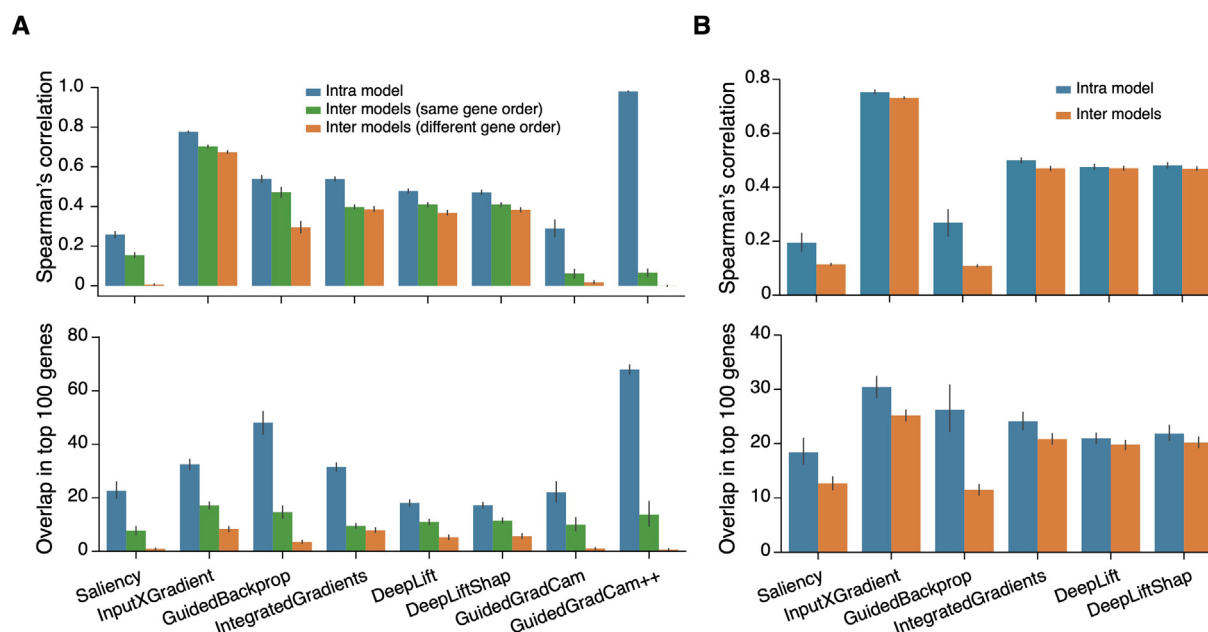 A
Spearman's correlation
1.0
0.8
0.6
0.4
0.2
0
Intra model
Inter models (same gene order)
Inter models (different gene order)
Overlap in top 100 genes
80
60
40
20
0
Saliency
InputXGradient
GuidedBackprop
IntegratedGradients
DeepLift
DeepLiftShap
GuidedGradCam
GuidedGradCam++
B
Spearman's correlation
0.8
0.6
0.4
0.2
0
Intra model
Inter models
Overlap in top 100 genes
40
30
20
10
0
Saliency
InputXGradient
GuidedBackprop
IntegratedGradients
DeepLift
DeepLiftShap